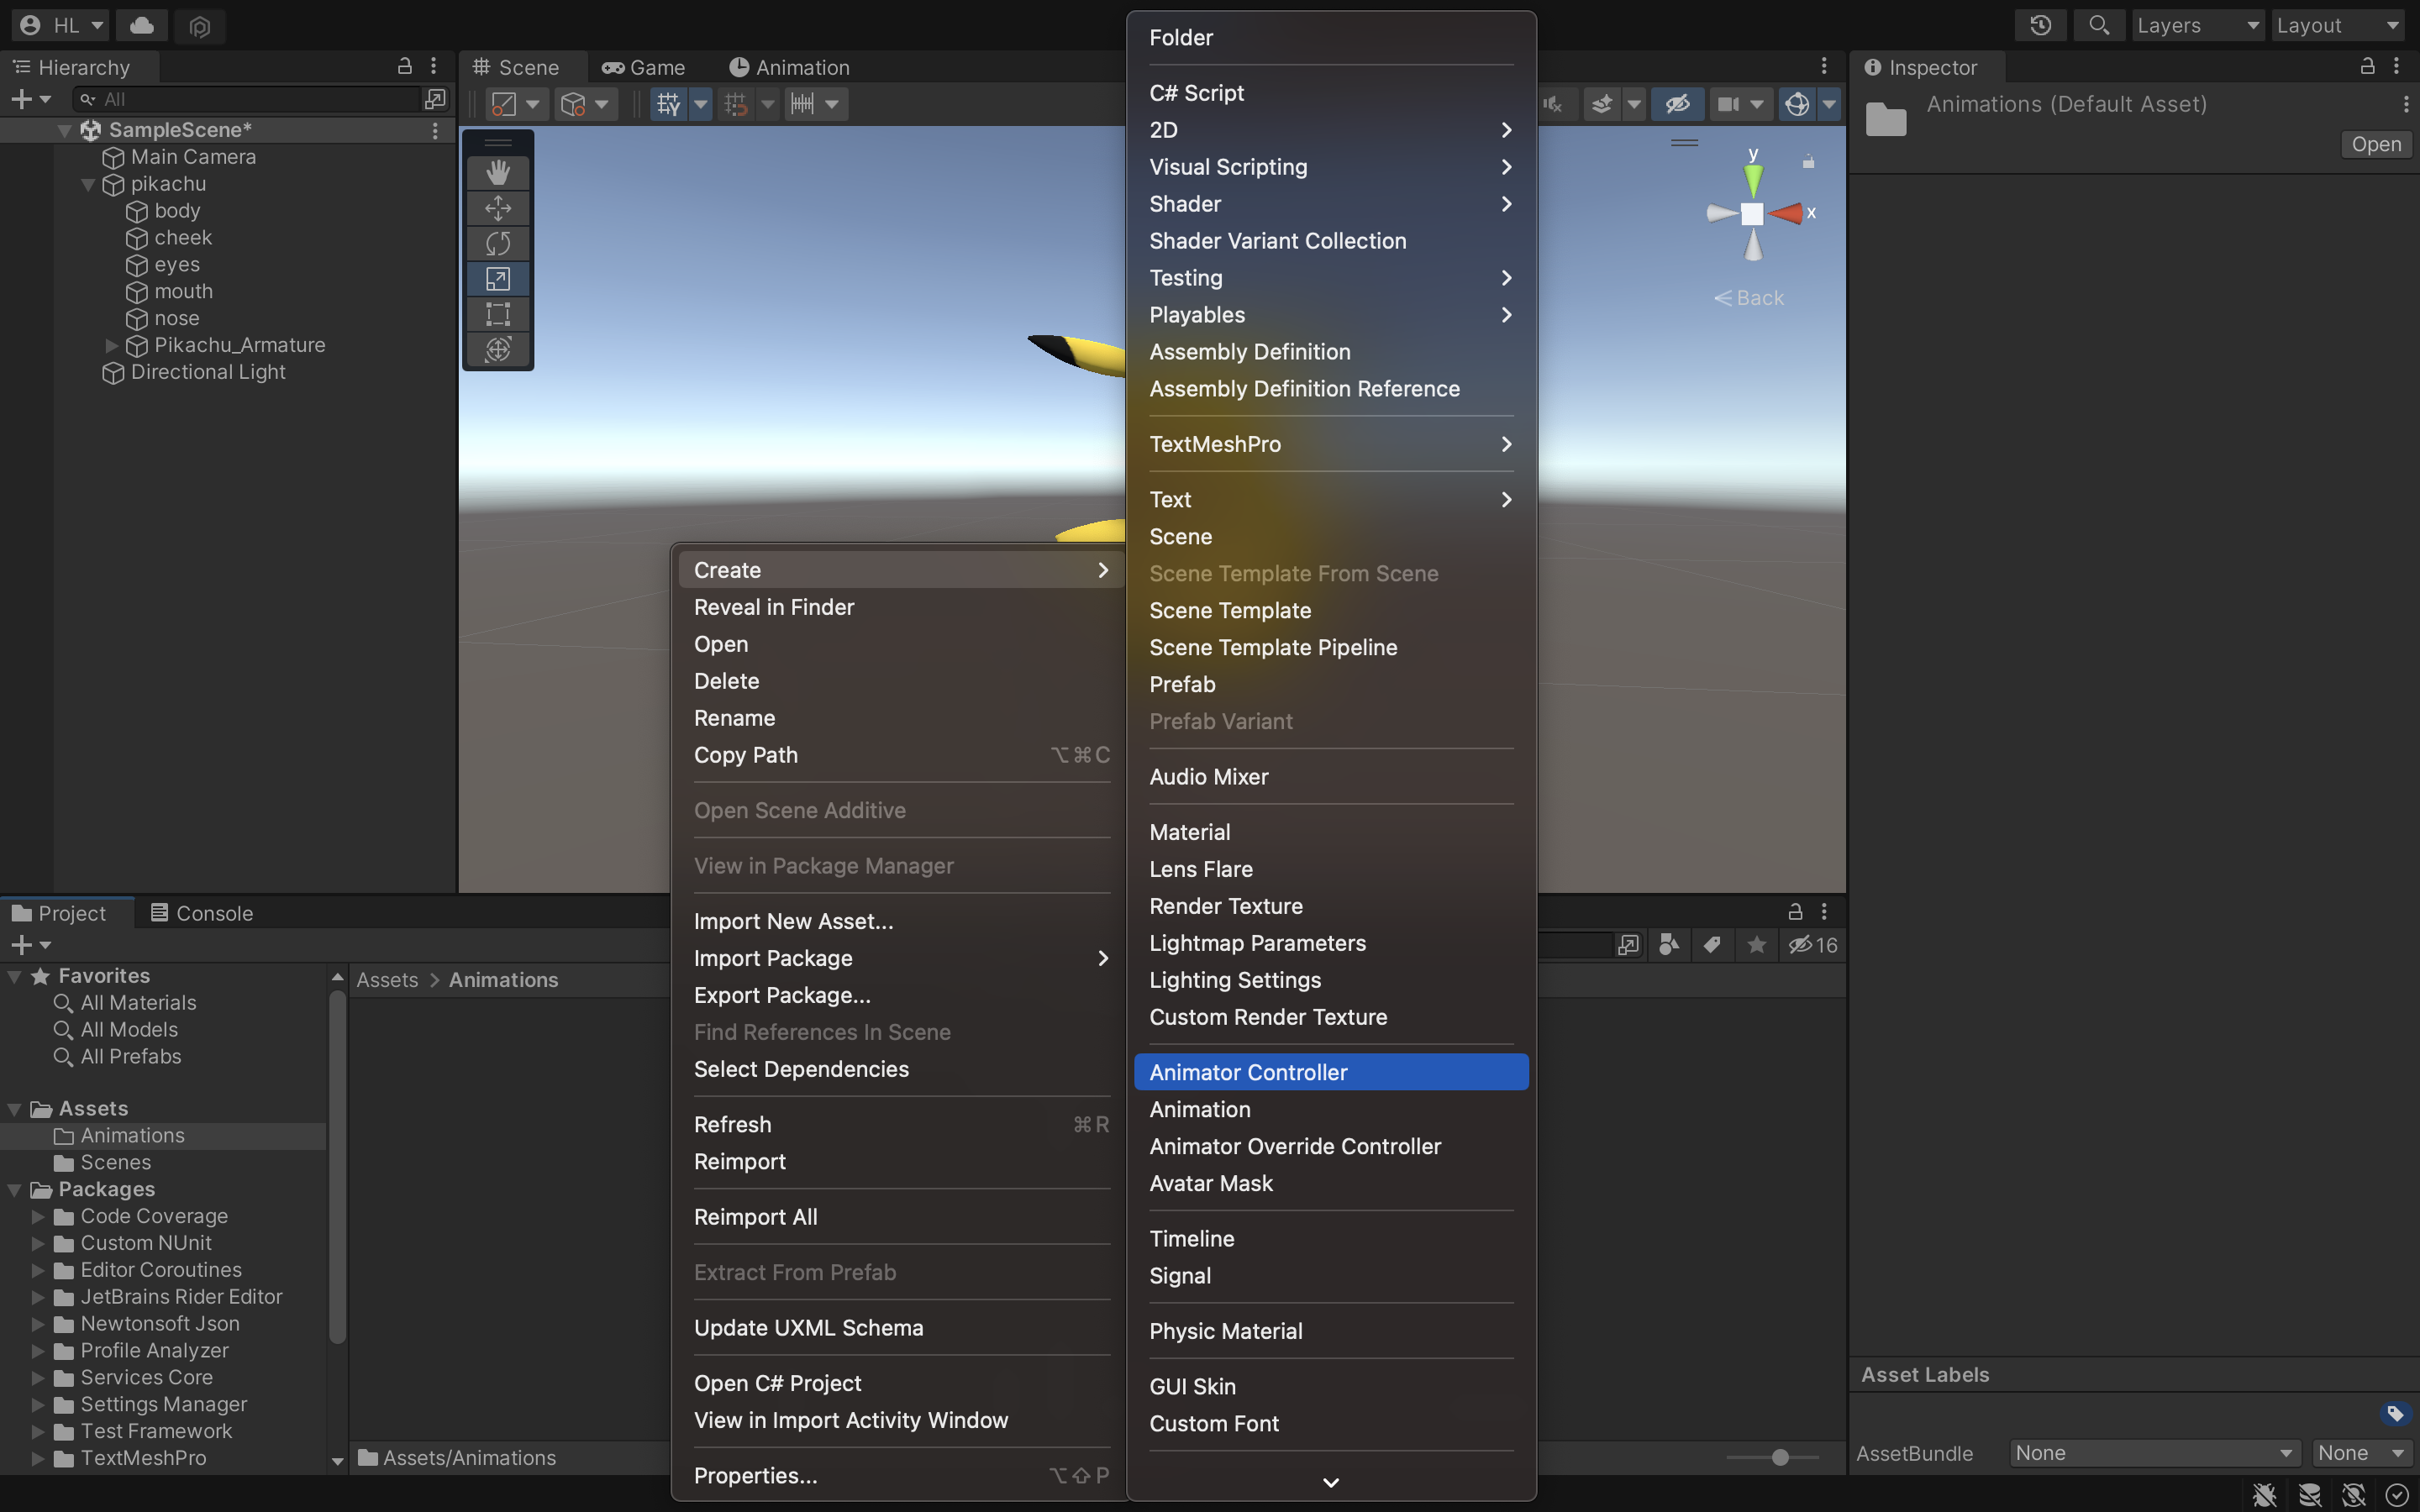 HL
Layers
Layout
Hierarchy
All
SampleScene*
Main Camera
pikachu
body
cheek
eyes
mouth
nose
Pikachu_Armature
Directional Light
Scene
Game
Animation
y
x
Back
Inspector
Animations (Default Asset)
Open
Create
Reveal in Finder
Open
Delete
Rename
Copy Path ⌥⌘C
Open Scene Additive
View in Package Manager
Import New Asset...
Import Package
Export Package...
Find References In Scene
Select Dependencies
Refresh ⌘R
Reimport
Reimport All
Extract From Prefab
Update UXML Schema
Open C# Project
View in Import Activity Window
Properties... ⌥⇧P
Folder
C# Script
2D
Visual Scripting
Shader
Shader Variant Collection
Testing
Playables
Assembly Definition
Assembly Definition Reference
TextMeshPro
Text
Scene
Scene Template From Scene
Scene Template
Scene Template Pipeline
Prefab
Prefab Variant
Audio Mixer
Material
Lens Flare
Render Texture
Lightmap Parameters
Lighting Settings
Custom Render Texture
Animator Controller
Animation
Animator Override Controller
Avatar Mask
Timeline
Signal
Physic Material
GUI Skin
Custom Font
Project
Console
16
Favorites
All Materials
All Models
All Prefabs
Assets
Animations
Scenes
Packages
Code Coverage
Custom NUnit
Editor Coroutines
JetBrains Rider Editor
Newtonsoft Json
Profile Analyzer
Services Core
Settings Manager
Test Framework
TextMeshPro
Assets > Animations
Assets/Animations
Asset Labels
AssetBundle None None